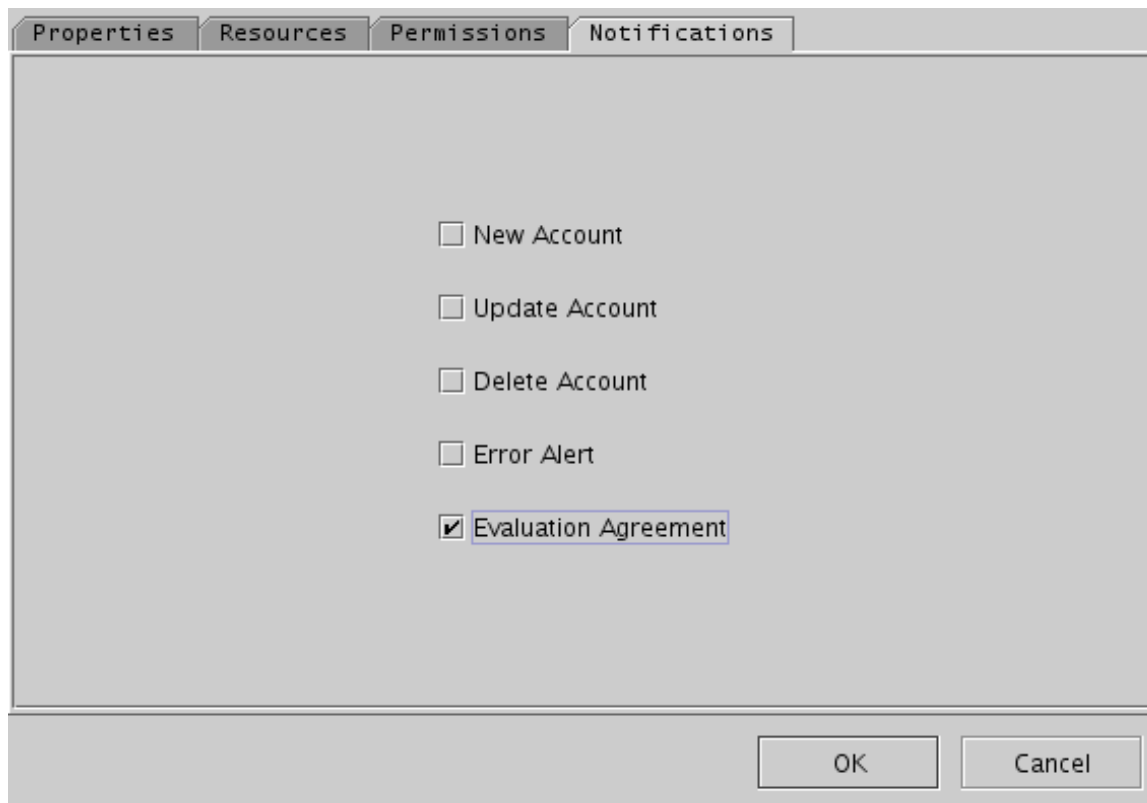 Properties Resources Permissions Notifications
New Account
Update Account
Delete Account
Error Alert
Evaluation Agreement
OK Cancel